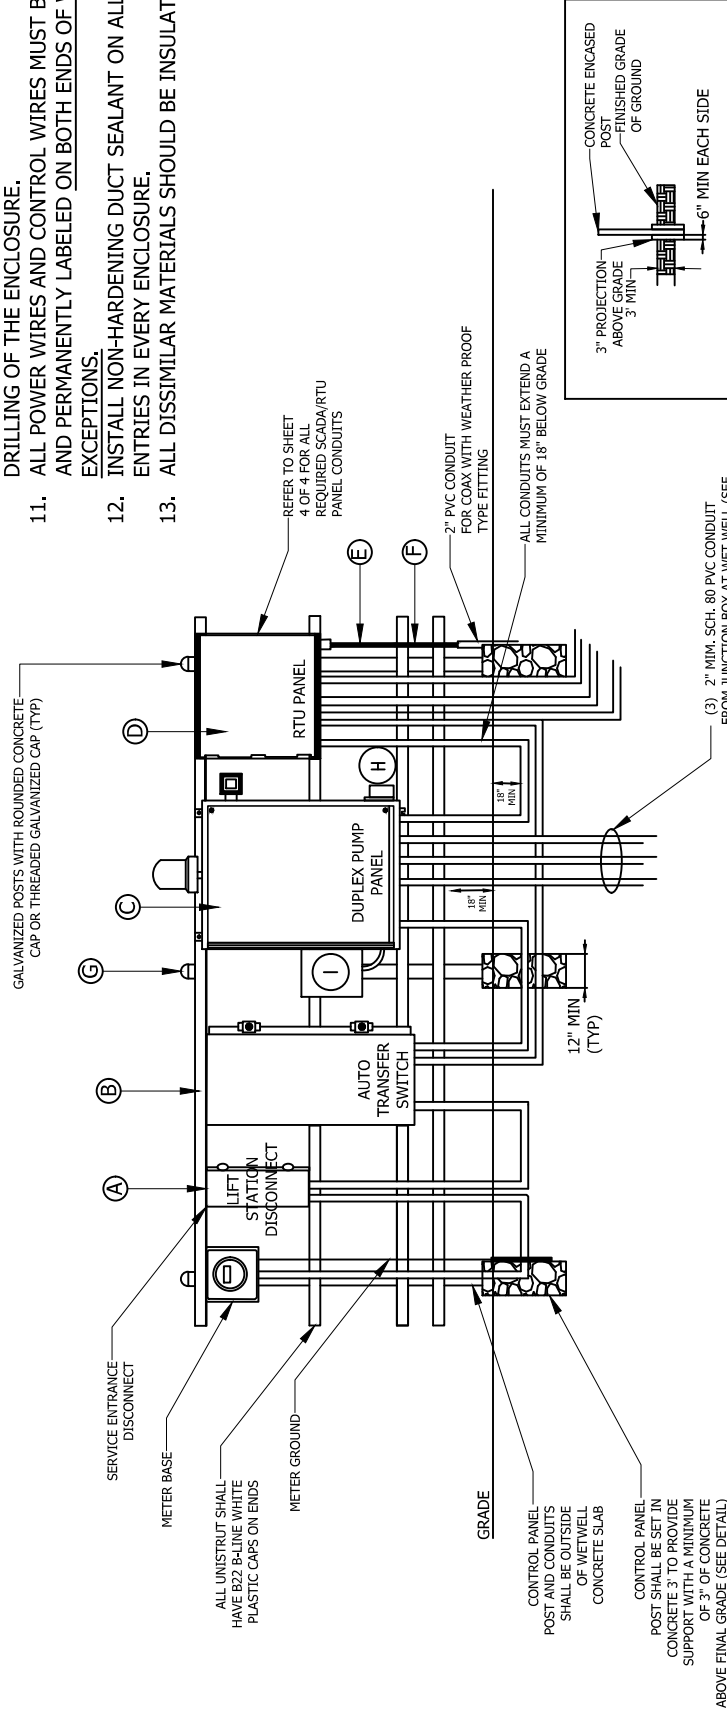 DRILLING OF THE ENCLOSURE.
11. ALL POWER WIRES AND CONTROL WIRES MUST B
AND PERMANENTLY LABELED ON BOTH ENDS OF
EXCEPTIONS.
12. INSTALL NON-HARDENING DUCT SEALANT ON ALL
ENTRIES IN EVERY ENCLOSURE.
13. ALL DISSIMILAR MATERIALS SHOULD BE INSULAT
GALVANIZED POSTS WITH ROUNDED CONCRETE
CAP OR THREADED GALVANIZED CAP (TYP)
SERVICE ENTRANCE
DISCONNECT
METER BASE
ALL UNISTRUT SHALL
HAVE B22 B-LINE WHITE
PLASTIC CAPS ON ENDS
METER GROUND
GRADE
CONTROL PANEL
POST AND CONDUITS
SHALL BE OUTSIDE
OF WETWELL
CONCRETE SLAB
CONTROL PANEL
POST SHALL BE SET IN
CONCRETE 3' TO PROVIDE
SUPPORT WITH A MINIMUM
OF 3" OF CONCRETE
ABOVE FINAL GRADE (SEE DETAIL)
A
B
G
C
D
E
F
LIFT
STATION
DISCONNECT
AUTO
TRANSFER
SWITCH
I
DUPLEX PUMP
PANEL
H
RTU PANEL
REFER TO SHEET
4 OF 4 FOR ALL
REQUIRED SCADA/RTU
PANEL CONDUITS
2" PVC CONDUIT
FOR COAX WITH WEATHER PROOF
TYPE FITTING
ALL CONDUITS MUST EXTEND A
MINIMUM OF 18" BELOW GRADE
18"
MIN
18"
MIN
12" MIN
(TYP)
(3) 2" MIM. SCH. 80 PVC CONDUIT
FROM JUNCTION BOX AT WET WELL (SEE
CONCRETE ENCASED
POST
FINISHED GRADE
OF GROUND
3" PROJECTION
ABOVE GRADE
3' MIN
6" MIN EACH SIDE